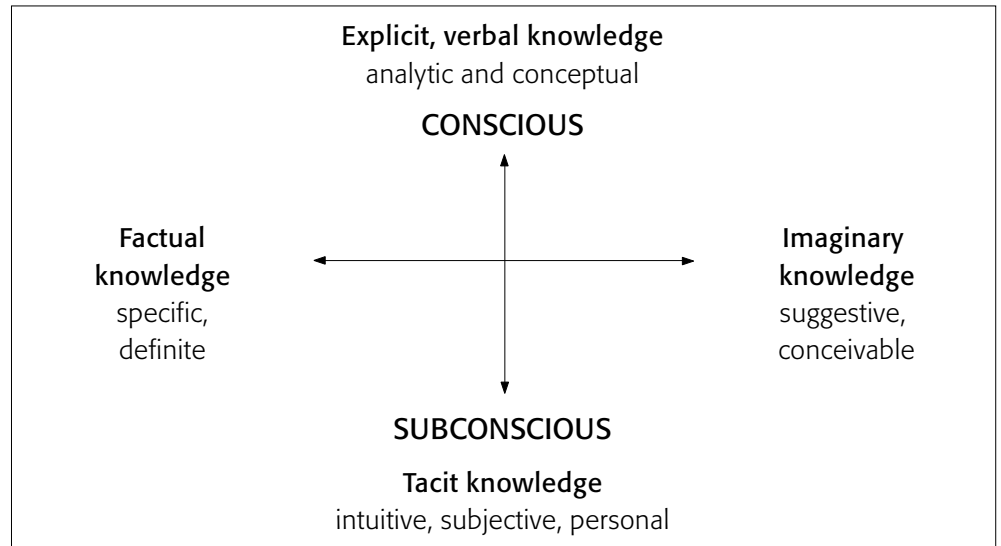 Explicit, verbal knowledge
analytic and conceptual
CONSCIOUS
Factual
knowledge
specific,
definite
Imaginary
knowledge
suggestive,
conceivable
SUBCONSCIOUS
Tacit knowledge
intuitive, subjective, personal